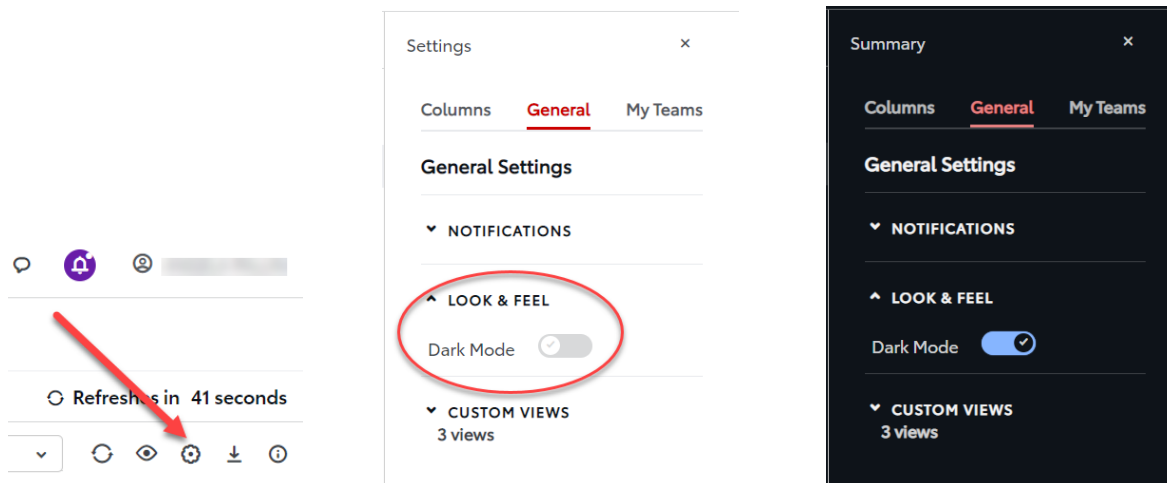 Refreshes in 41 seconds
Settings
Columns General My Teams
General Settings
NOTIFICATIONS
LOOK & FEEL
Dark Mode
CUSTOM VIEWS
3 views
Summary
Columns General My Teams
General Settings
NOTIFICATIONS
LOOK & FEEL
Dark Mode
CUSTOM VIEWS
3 views